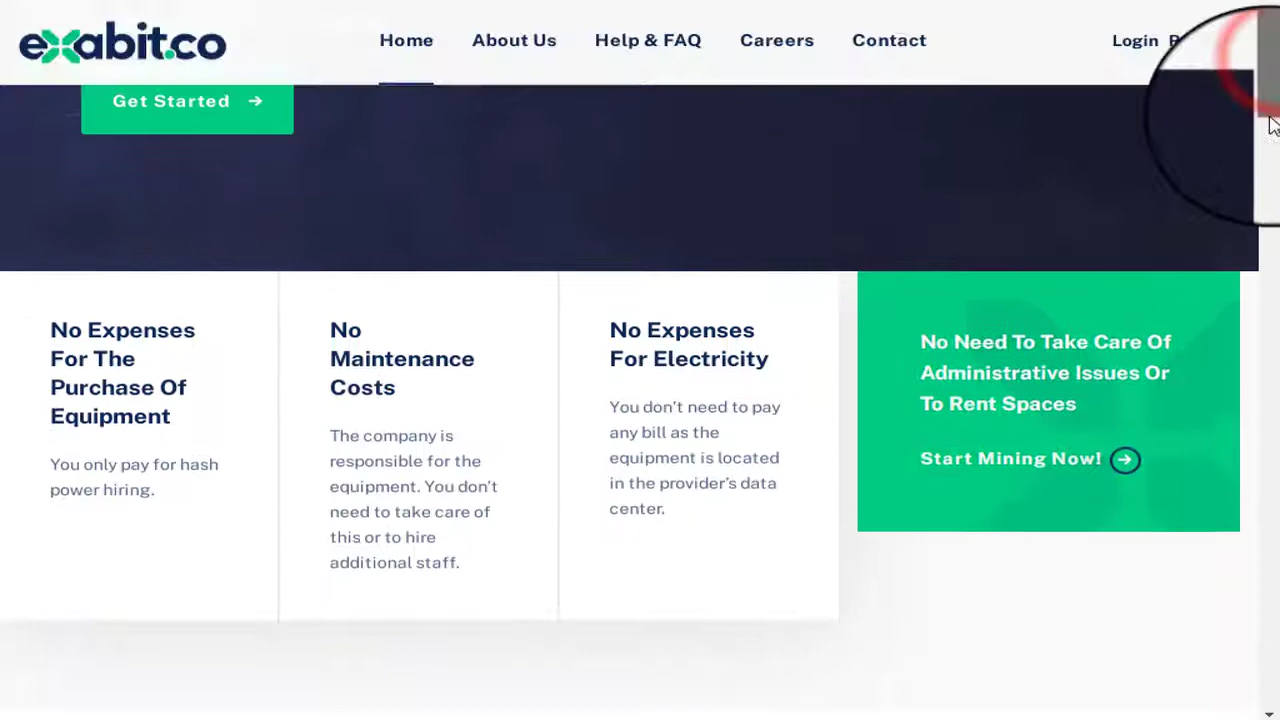 exabit.co
Home About Us Help & FAQ Careers Contact Login
Get Started
No Expenses
For The
Purchase Of
Equipment
You only pay for hash
power hiring.
No
Maintenance
Costs
The company is
responsible for the
equipment. You don't
need to take care of
this or to hire
additional staff.
No Expenses
For Electricity
You don't need to pay
any bill as the
equipment is located
in the provider's data
center.
No Need To Take Care Of
Administrative Issues Or
To Rent Spaces
Start Mining Now!